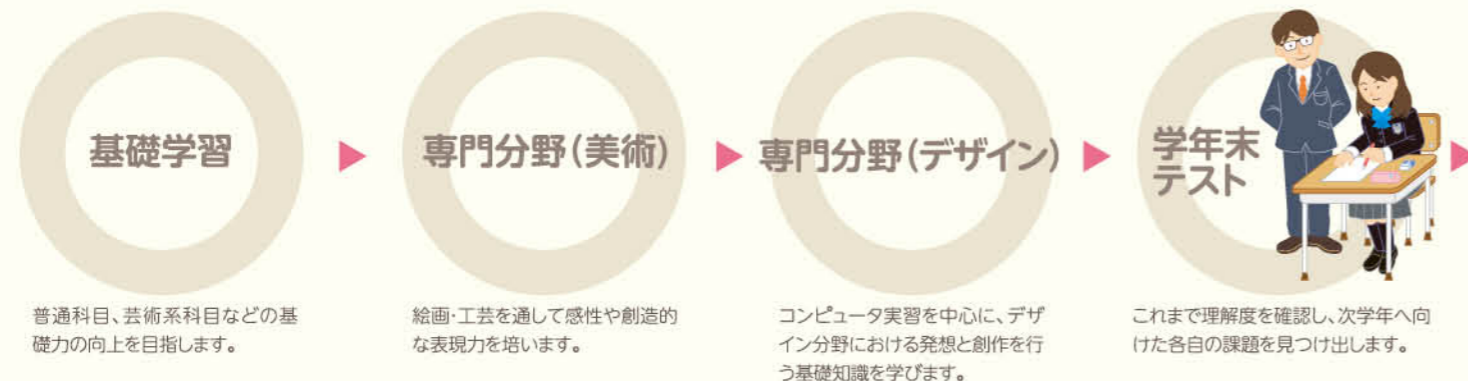 基礎学習
普通科目、芸術系科目などの基
礎力の向上を目指します。
専門分野(美術)
絵画・工芸を通して感性や創造的
な表現力を培います。
専門分野(デザイン)
コンピュータ実習を中心に、デザ
イン分野における発想と創作を行
う基礎知識を学びます。
学年末
テスト
これまで理解度を確認し、次学年へ向
けた各自の課題を見つけ出します。